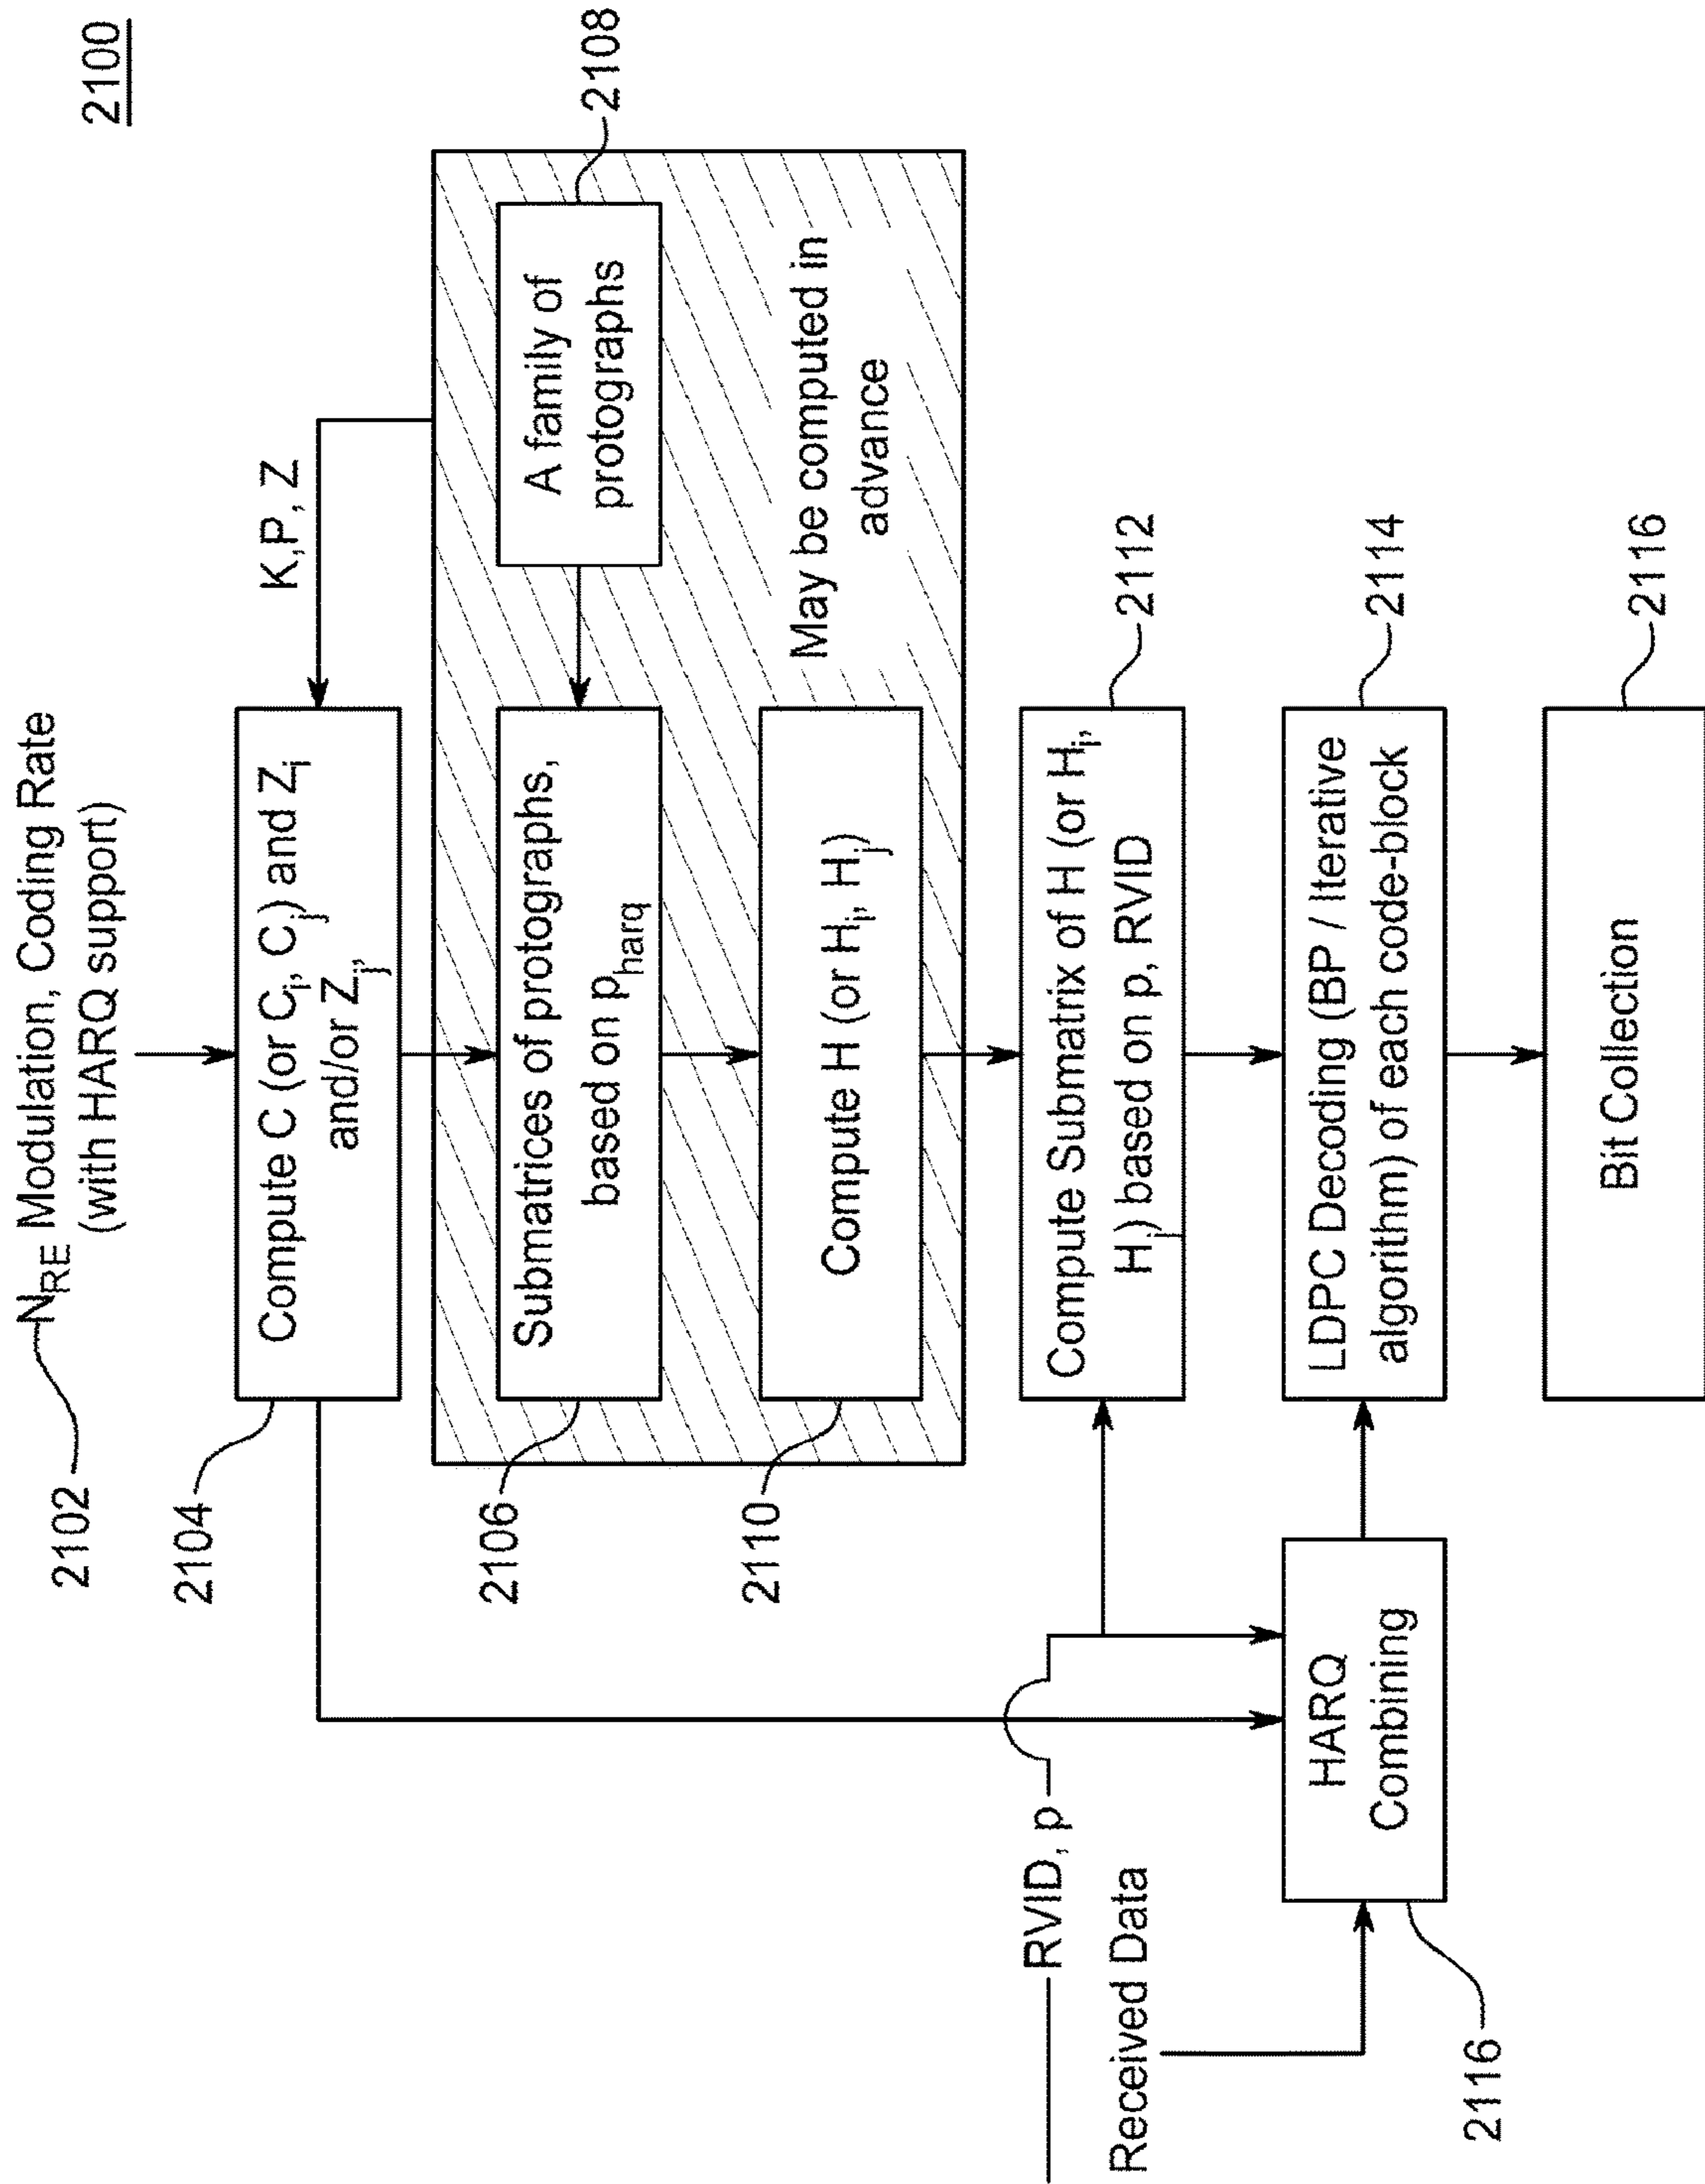 2100
N_RE Modulation, Coding Rate
(with HARQ support)
2102
K,P, Z
2104
Compute C (or C_i, C_j) and Z_i
and/or Z_j,
2108
A family of
protographs
2106
Submatrices of protographs,
based on p_harq
May be computed in
advance
2110
Compute H (or H_i, H_j)
RVID, p
Compute Submatrix of H (or H_i,
H_j) based on p, RVID
2112
Received Data
HARQ
Combining
2116
LDPC Decoding (BP / Iterative
algorithm) of each code-block
2114
Bit Collection
2116